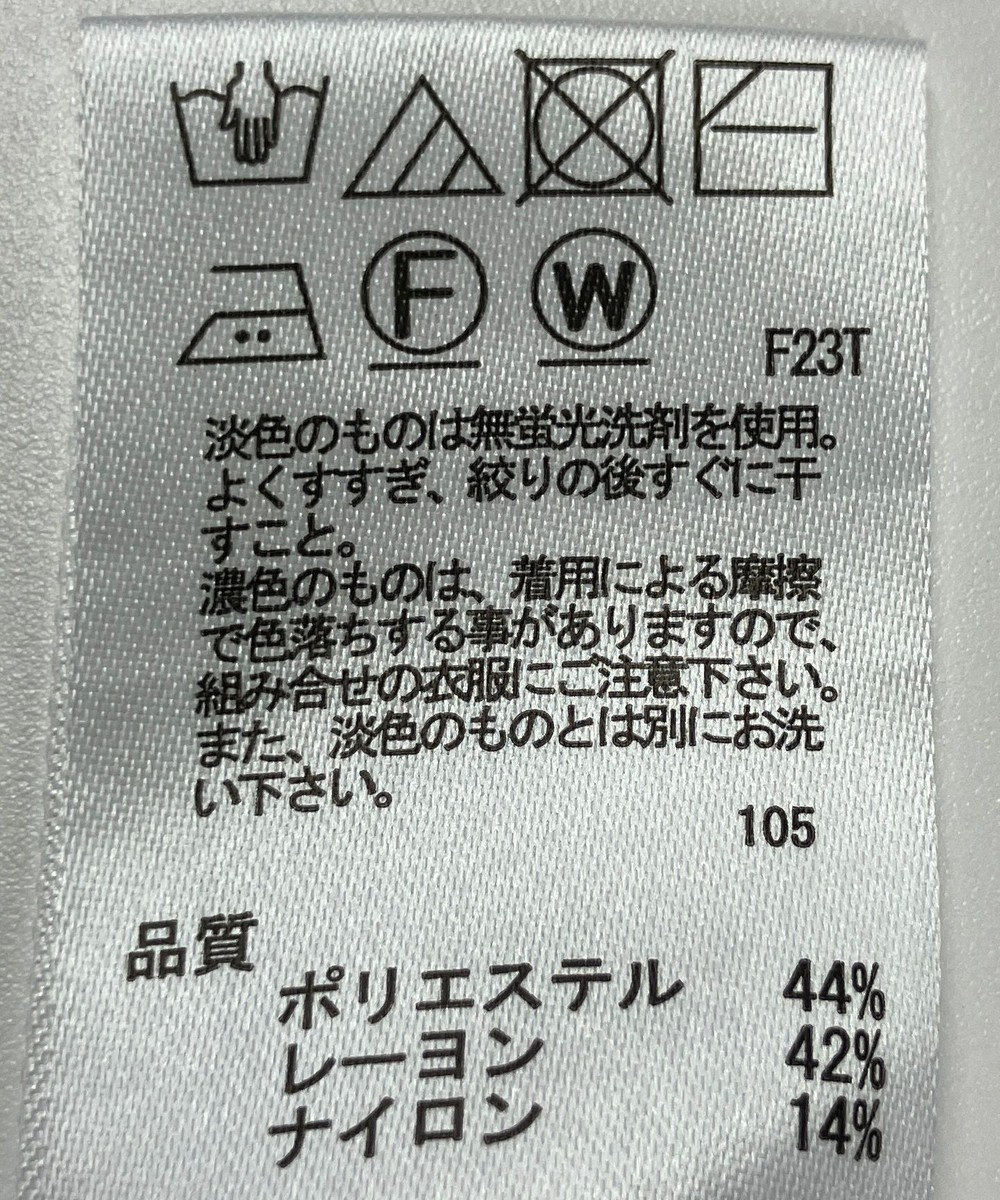 F
W
F23T
淡色のものは無蛍光洗剤を使用。
よくすすぎ、絞りの後すぐに干
すこと。
濃色のものは、着用による摩擦
で色落ちする事がありますので、
組み合せの衣服にご注意下さい。
また、淡色のものとは別にお洗
い下さい。
105
品質
ポリエステル 44%
レーヨン 42%
ナイロン 14%